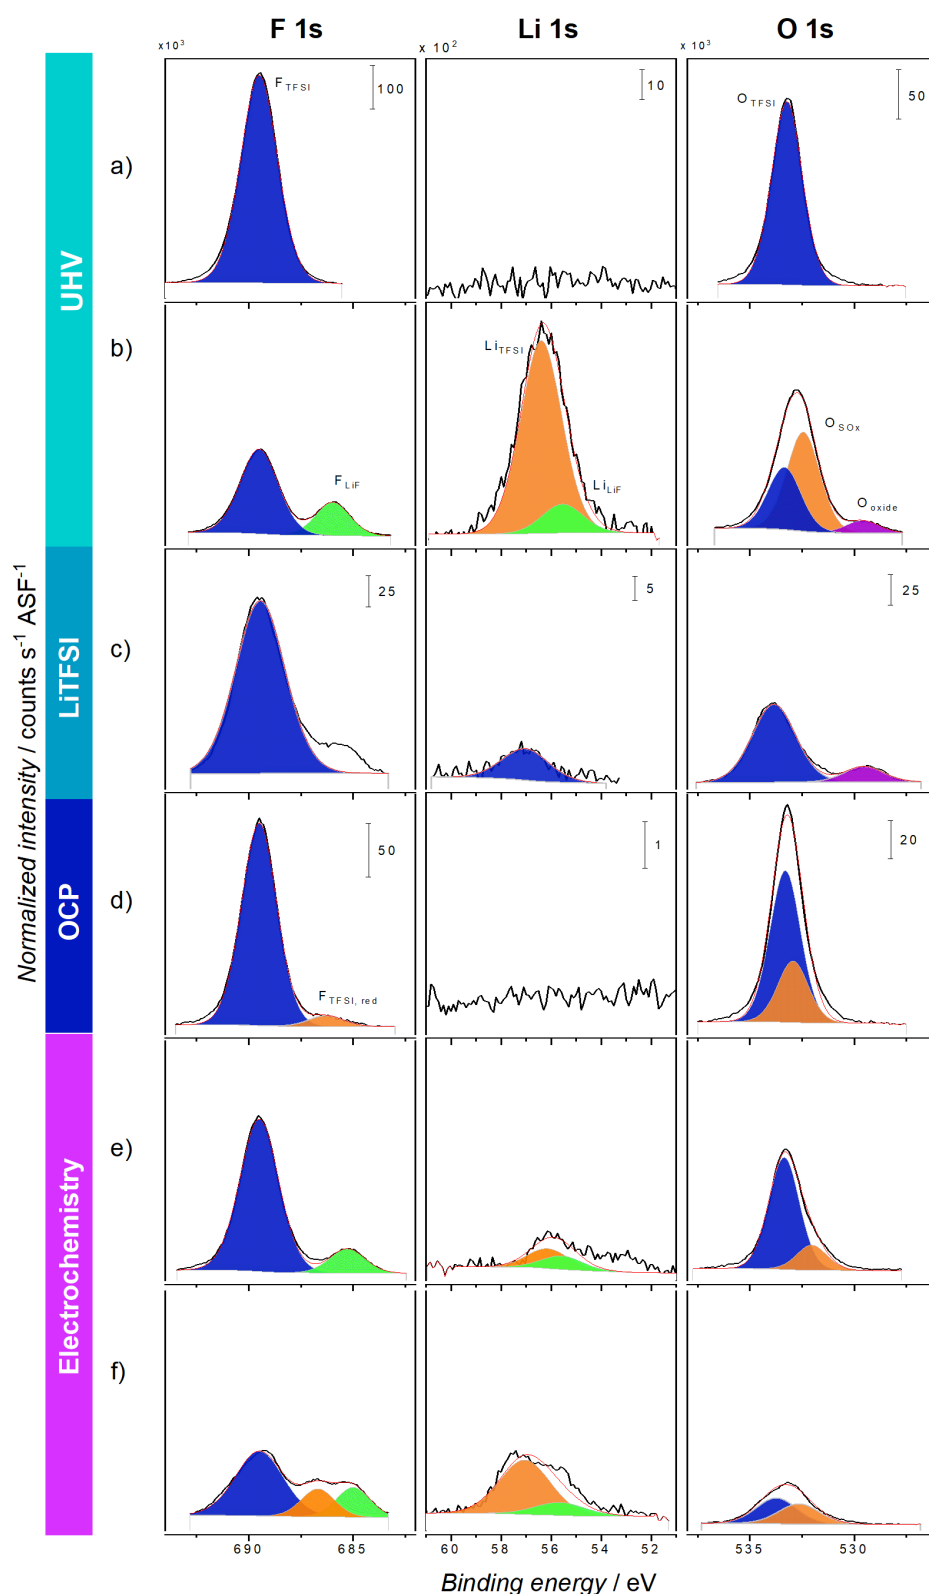 F 1s Li 1s O 1s
x10³ x 10² x 10³
F TFSI 100 10 O TFSI 50
a)
UHV
b)
Li TFSI
F LiF Li LiF O SOx
O oxide
Normalized intensity / counts s⁻¹ ASF⁻¹
LiTFSI
c)
25 5 25
OCP
d)
50 1 20
F TFSI, red
Electrochemistry
e)
f)
690 685 60 58 56 54 52 535 530
Binding energy / eV